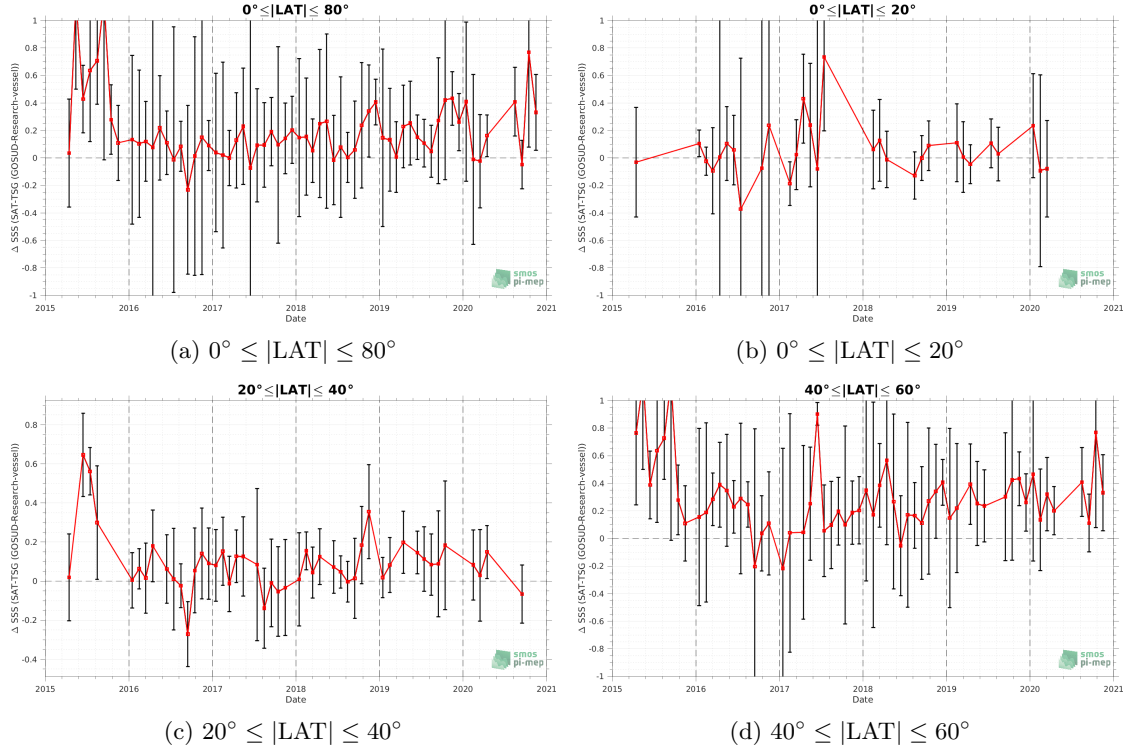 0°≤|LAT|≤ 80°
Δ SSS (SAT-TSG (GOSUD-Research-vessel))
1
0.8
0.6
0.4
0.2
0
-0.2
-0.4
-0.6
-0.8
-1
2015 2016 2017 2018 2019 2020 2021
Date
smos
pi-mep
(a) 0° ≤ |LAT| ≤ 80°
0°≤|LAT|≤ 20°
Δ SSS (SAT-TSG (GOSUD-Research-vessel))
1
0.8
0.6
0.4
0.2
0
-0.2
-0.4
-0.6
-0.8
-1
2015 2016 2017 2018 2019 2020 2021
Date
smos
pi-mep
(b) 0° ≤ |LAT| ≤ 20°
20°≤|LAT|≤ 40°
Δ SSS (SAT-TSG (GOSUD-Research-vessel))
0.8
0.6
0.4
0.2
0
-0.2
-0.4
2015 2016 2017 2018 2019 2020 2021
Date
smos
pi-mep
(c) 20° ≤ |LAT| ≤ 40°
40°≤|LAT|≤ 60°
Δ SSS (SAT-TSG (GOSUD-Research-vessel))
1
0.8
0.6
0.4
0.2
0
-0.2
-0.4
-0.6
-0.8
-1
2015 2016 2017 2018 2019 2020 2021
Date
smos
pi-mep
(d) 40° ≤ |LAT| ≤ 60°